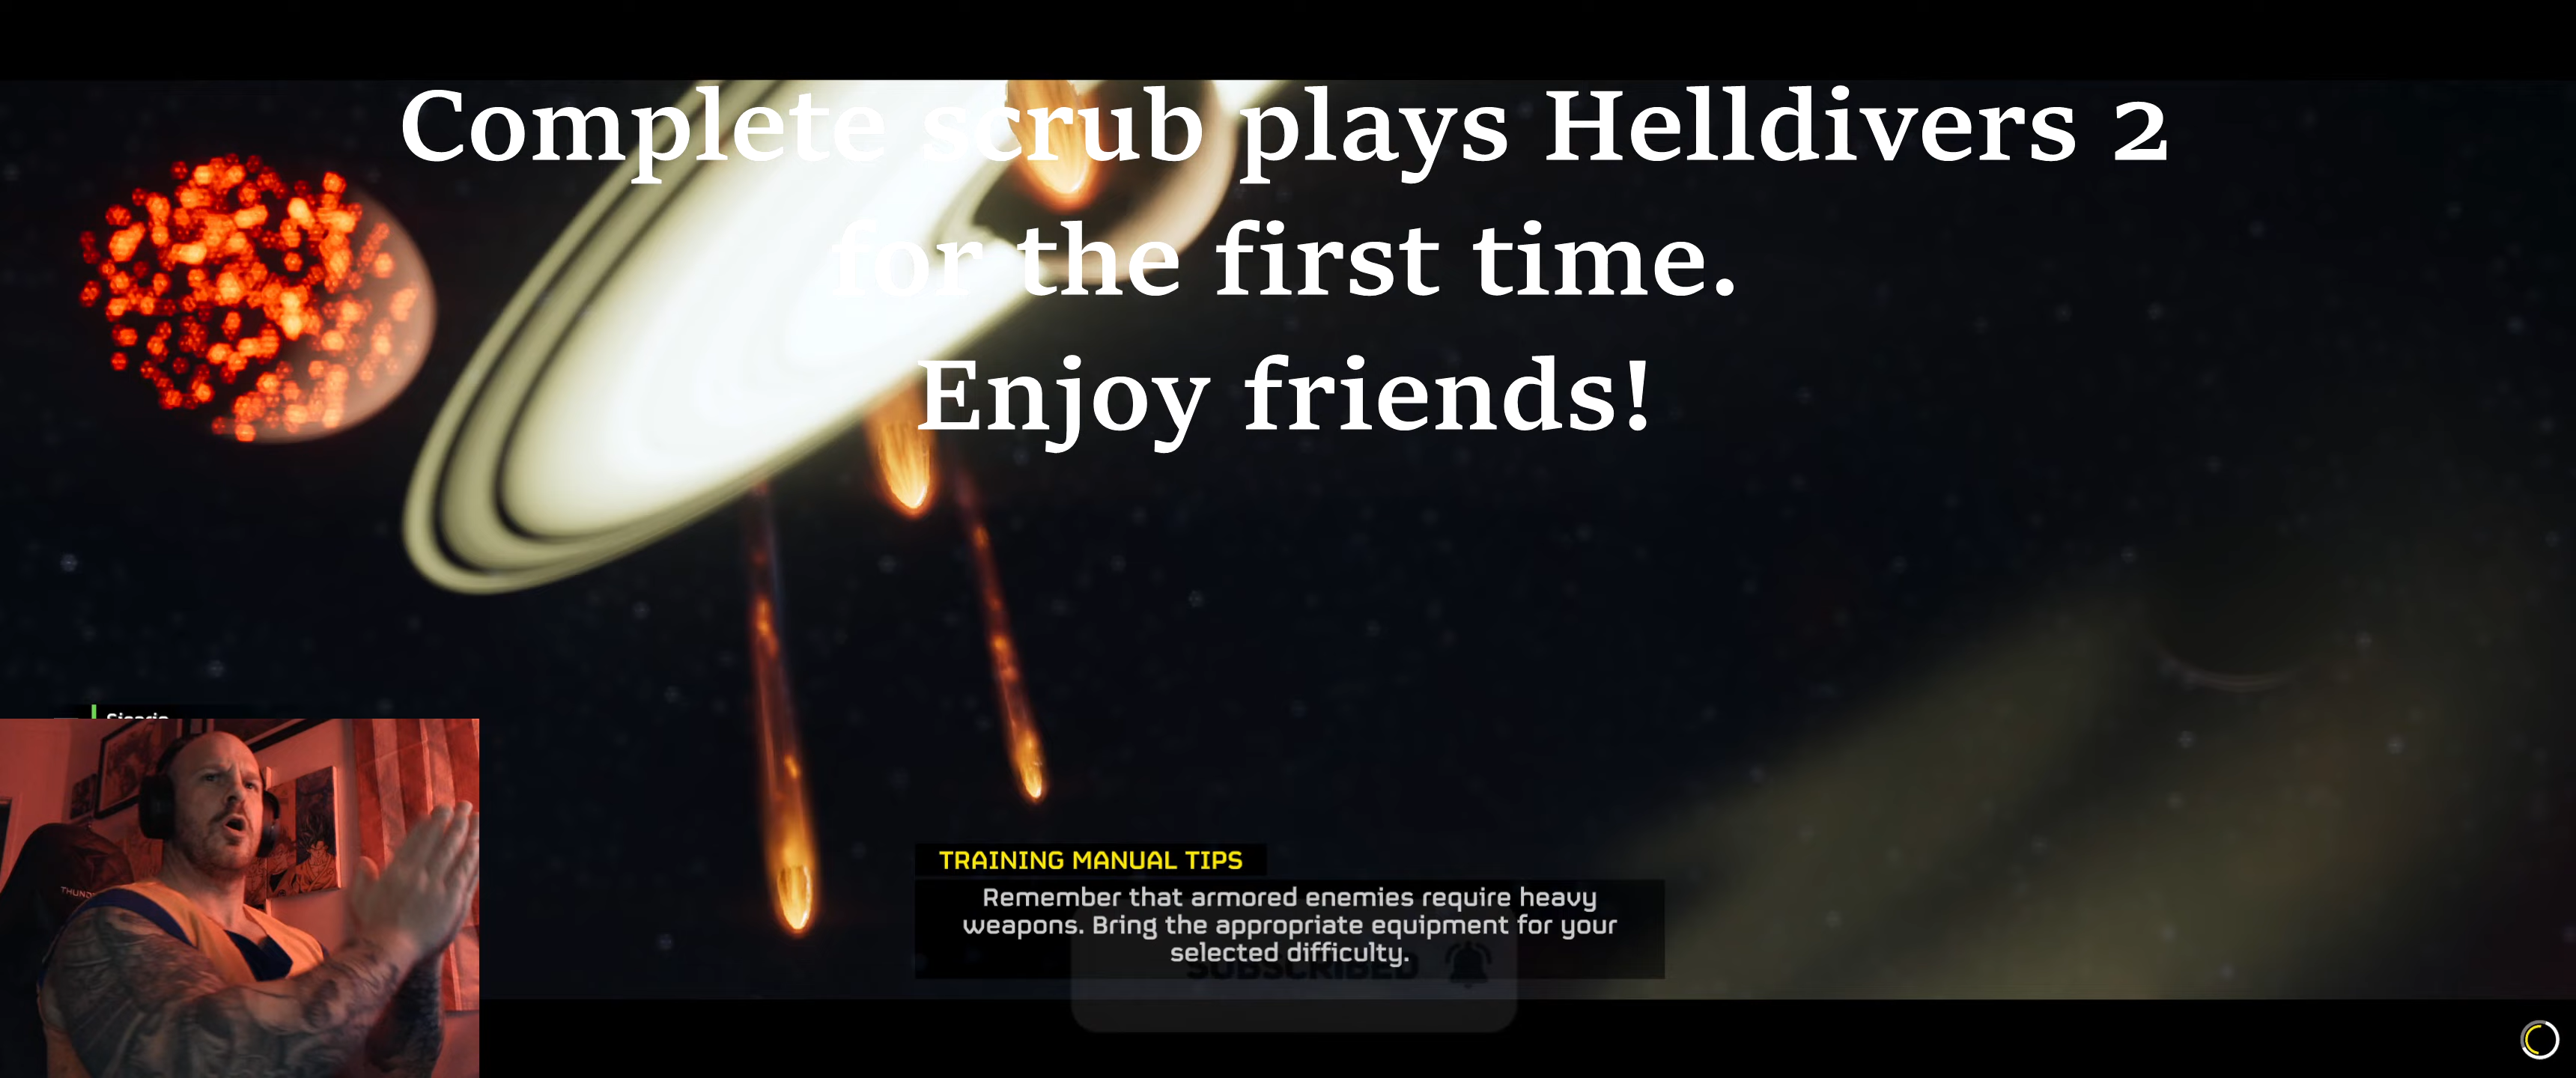 Complete scrub plays Helldivers 2
for the first time.
Enjoy friends!
TRAINING MANUAL TIPS
Remember that armored enemies require heavy
weapons. Bring the appropriate equipment for your
selected difficulty.
SUBSCRIBED